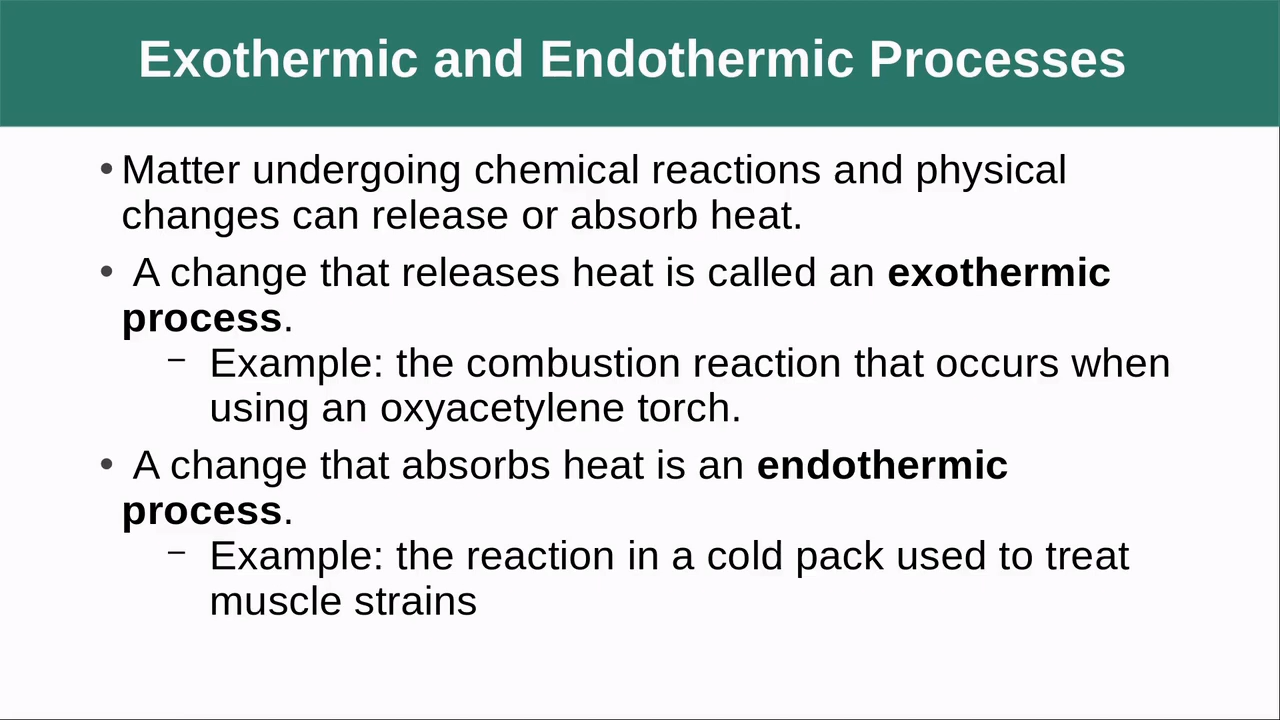 Exothermic and Endothermic Processes
• Matter undergoing chemical reactions and physical
changes can release or absorb heat.
• A change that releases heat is called an exothermic
process.
– Example: the combustion reaction that occurs when
using an oxyacetylene torch.
• A change that absorbs heat is an endothermic
process.
– Example: the reaction in a cold pack used to treat
muscle strains